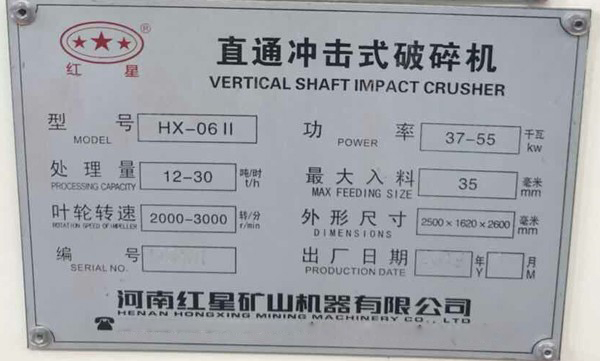 ®
红星
直通冲击式破碎机
VERTICAL SHAFT IMPACT CRUSHER
型号 HX-06 II 功率 37-55 千瓦
MODEL POWER kw
处理量 12-30 吨/时 最大入料 35 毫米
PROCESSING CAPACITY t/h MAX FEEDING SIZE mm
叶轮转速 2000-3000 转/分 外形尺寸 2500×1620×2600 毫米
ROTATION SPEED OF IMPELLER r/min DIMENSIONS mm
编号 出厂日期 年 月
SERIAL NO. PRODUCTION DATE Y M
河南红星矿山机器有限公司
HENAN HONGXING MINING MACHINERY CO., LTD